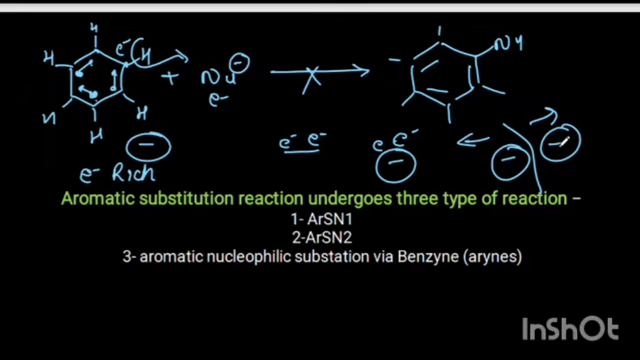 H
H e⁻ ( H
+ Nu⁻ Nu
e⁻
H H
H
e⁻ e⁻ e e⁻
−
−
−
−
e⁻ Rich
Aromatic substitution reaction undergoes three type of reaction –
1- ArSN1
2-ArSN2
3- aromatic nucleophilic substation via Benzyne (arynes)
InShOt